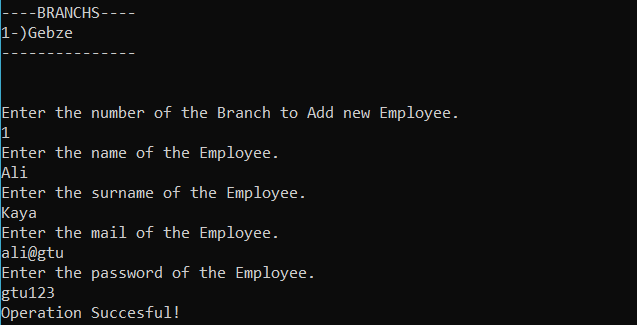 ----BRANCHS----
1-)Gebze
---------------
Enter the number of the Branch to Add new Employee.
1
Enter the name of the Employee.
Ali
Enter the surname of the Employee.
Kaya
Enter the mail of the Employee.
ali@gtu
Enter the password of the Employee.
gtu123
Operation Succesful!